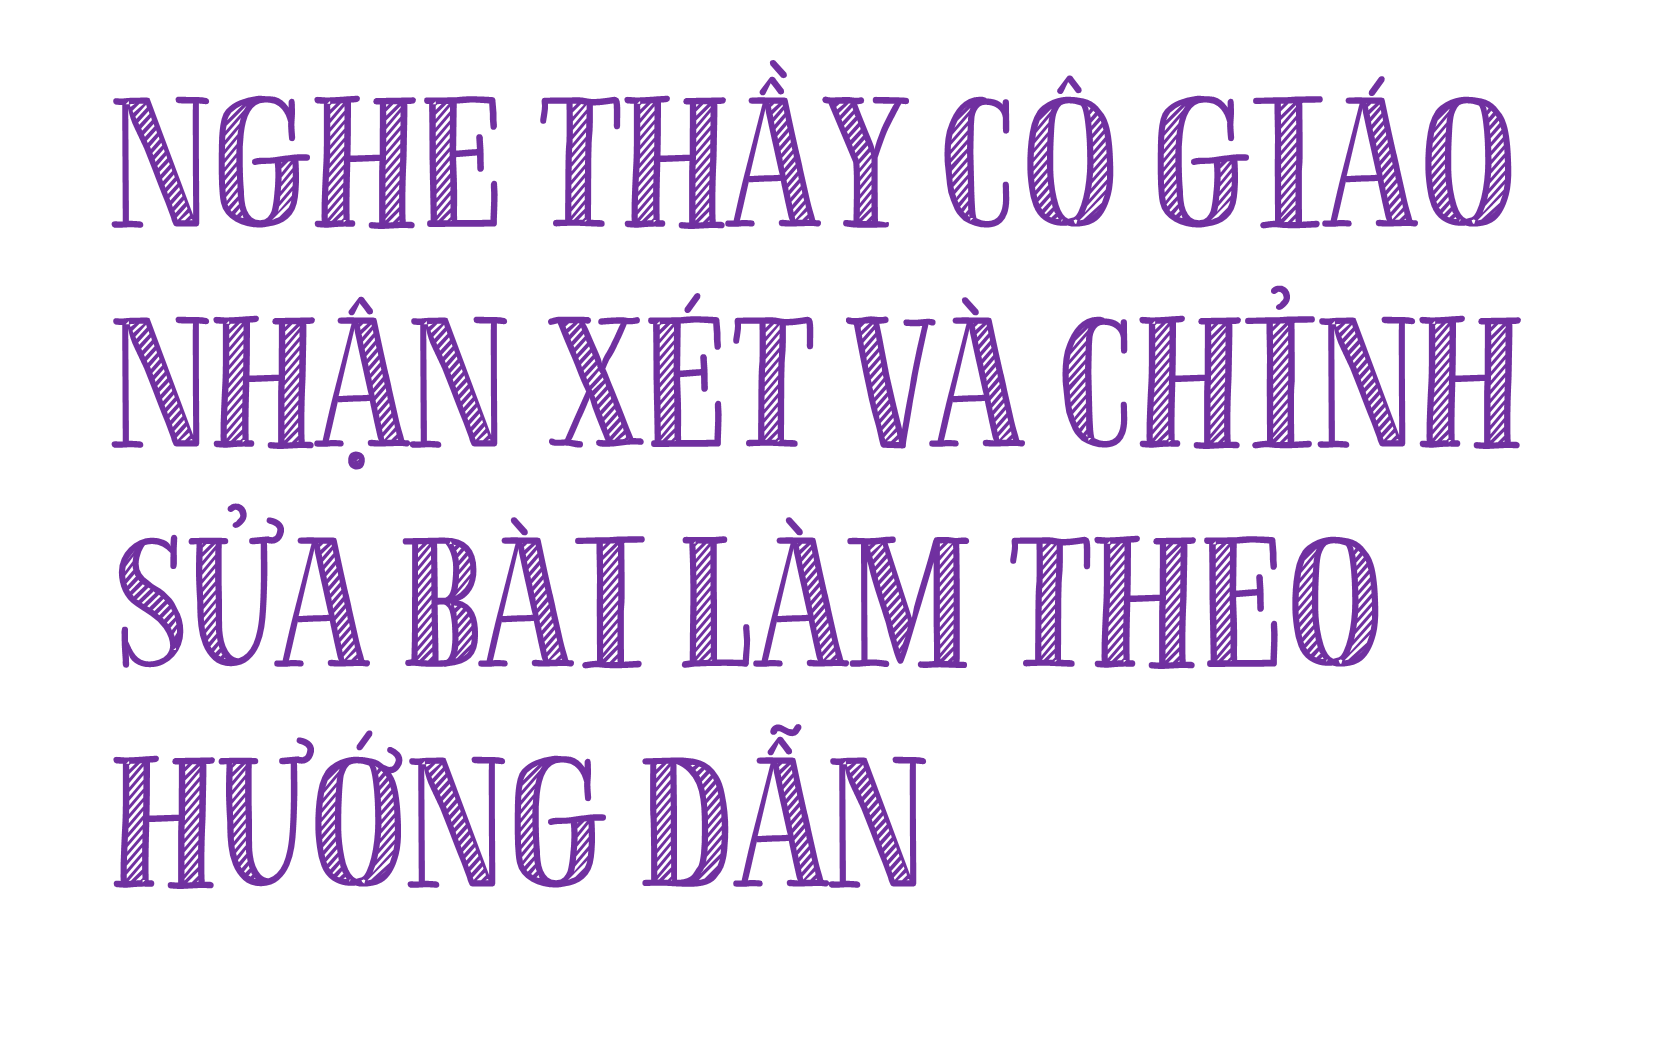 NGHE THẦY CÔ GIÁO
NHẬN XÉT VÀ CHỈNH
SỬA BÀI LÀM THEO
HƯỚNG DẪN